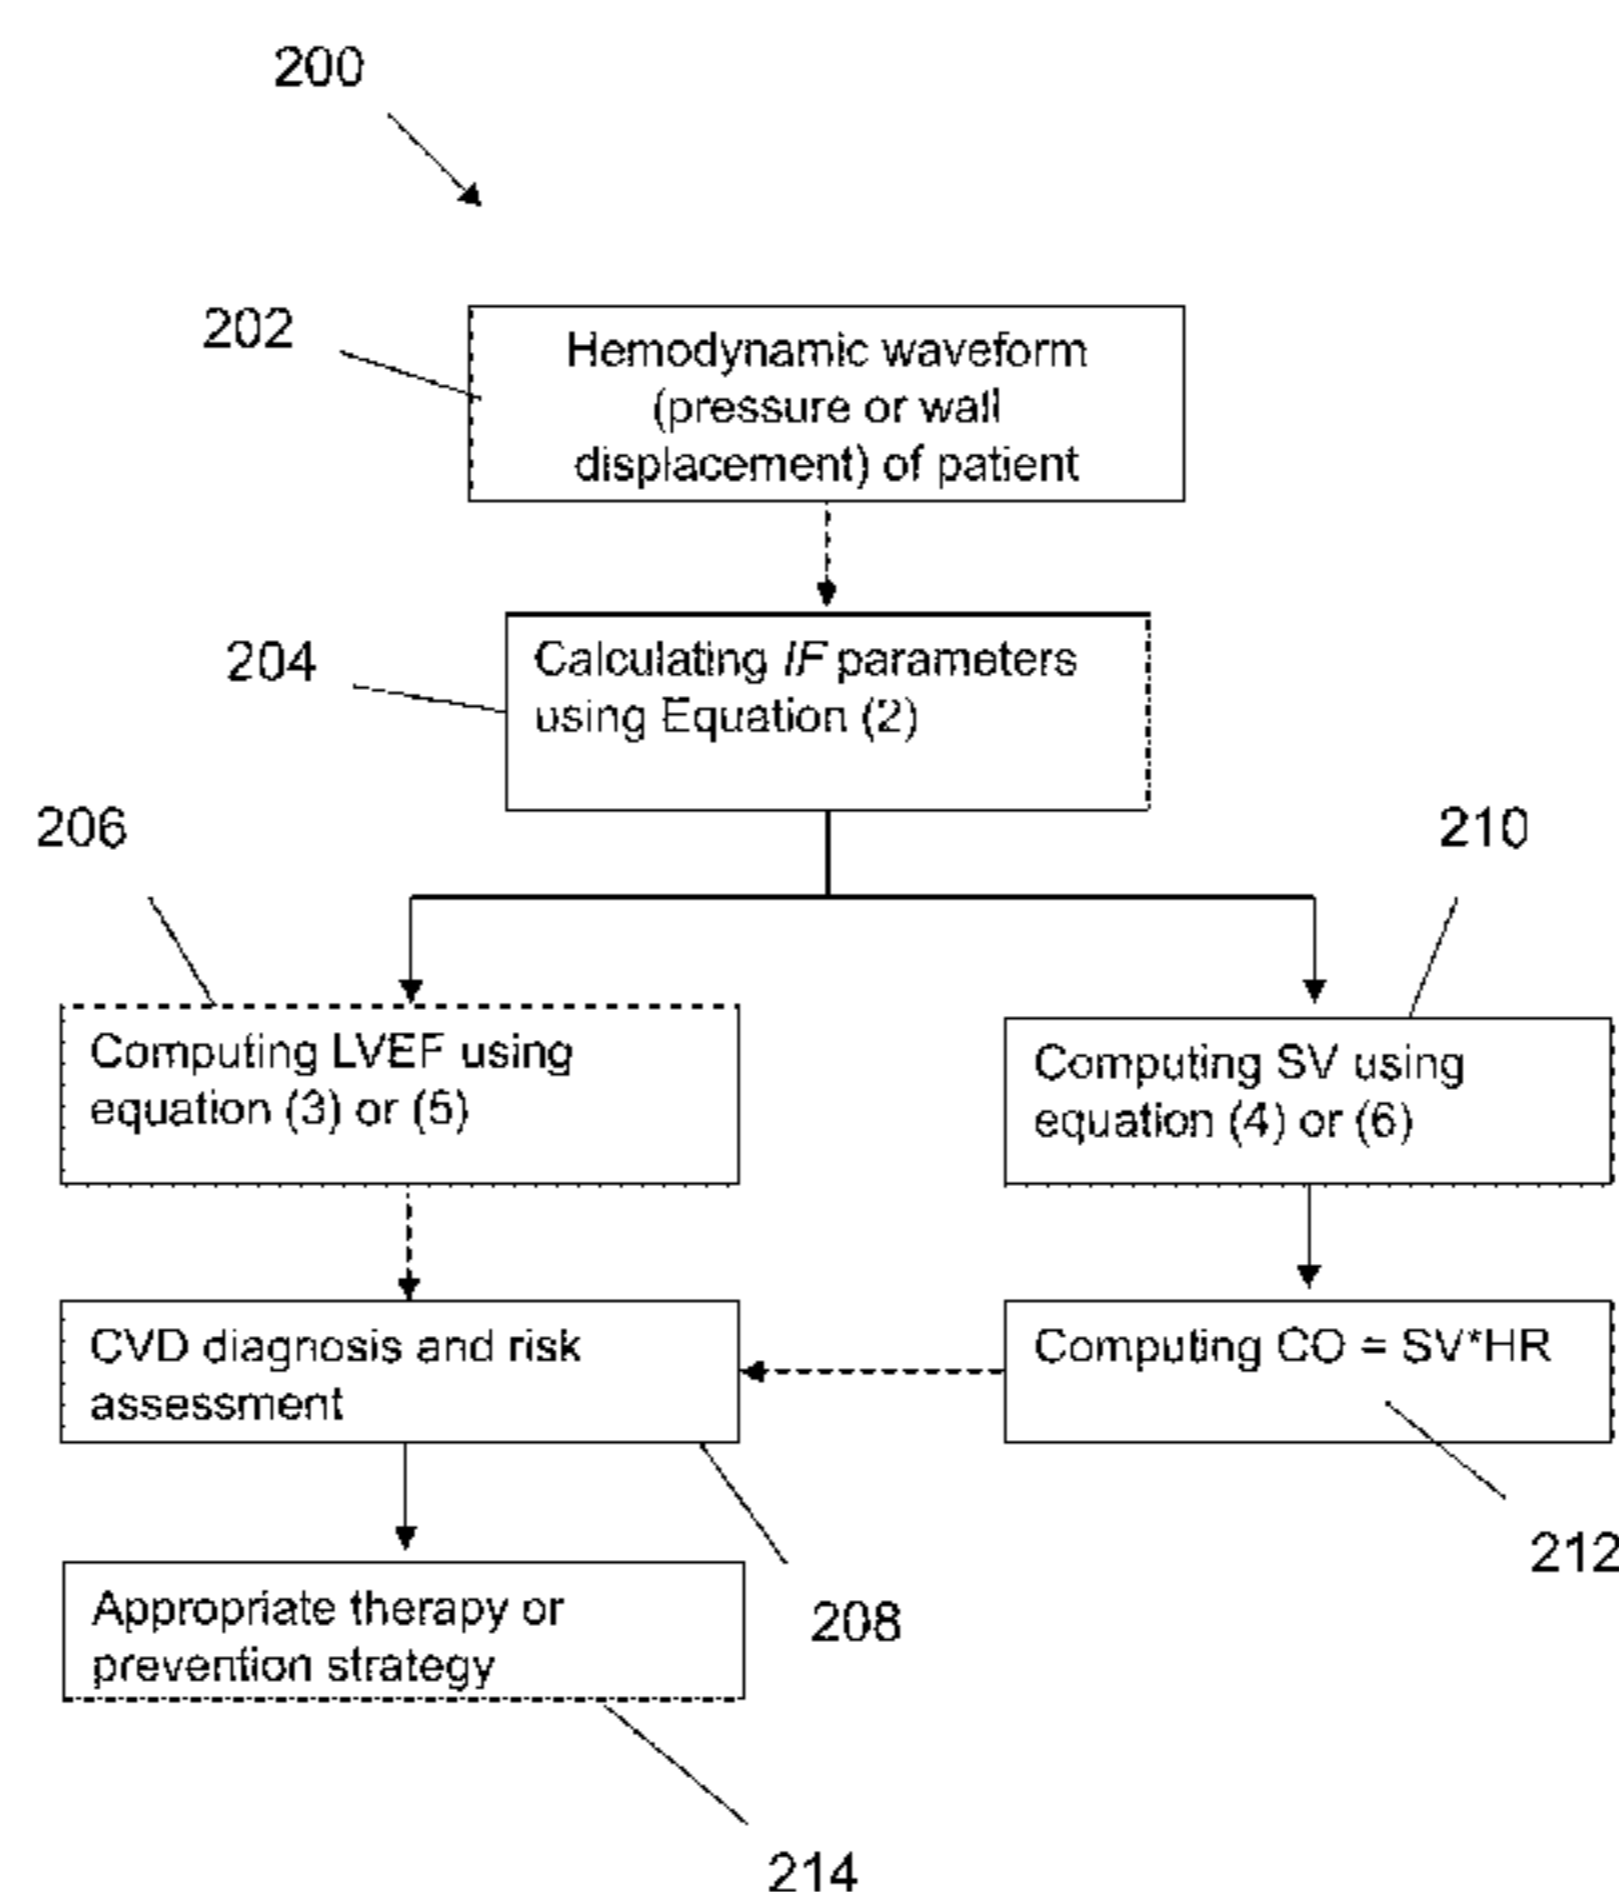 200
202
Hemodynamic waveform
(pressure or wall
displacement) of patient
204
Calculating IF parameters
using Equation (2)
206
210
Computing LVEF using
equation (3) or (5)
Computing SV using
equation (4) or (6)
CVD diagnosis and risk
assessment
Computing CO = SV*HR
212
Appropriate therapy or
prevention strategy
208
214